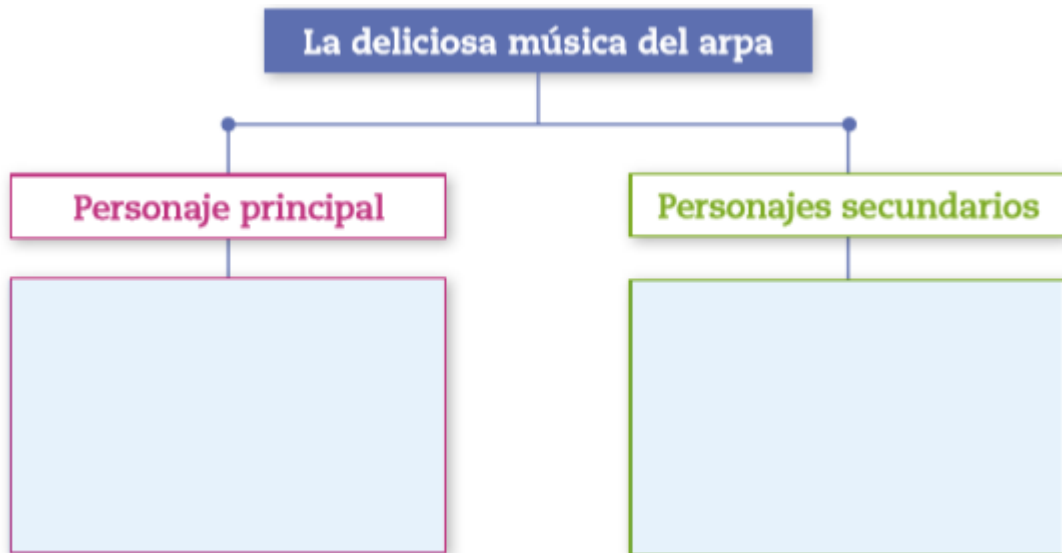 La deliciosa música del arpa
Personaje principal
Personajes secundarios